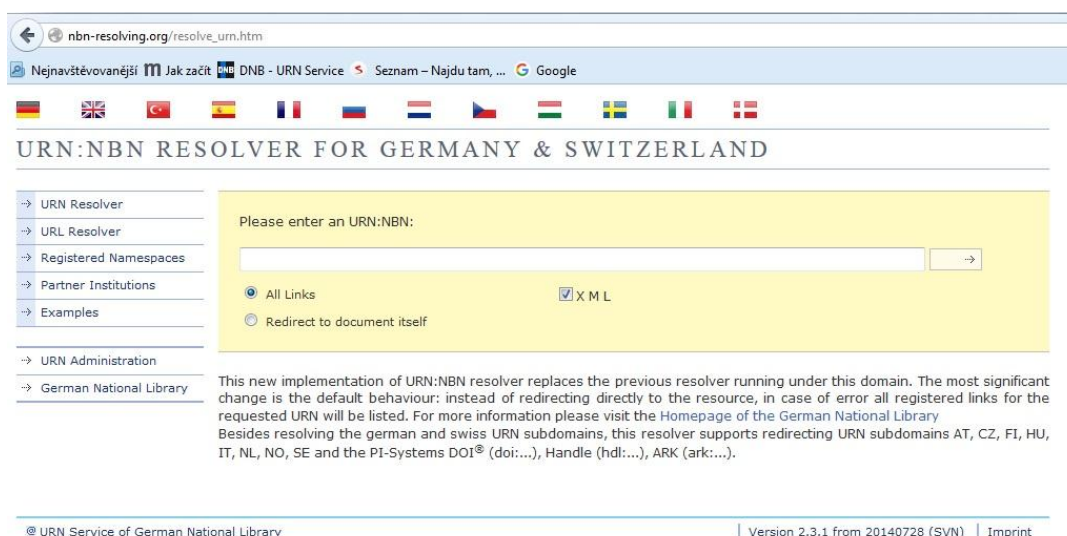 nbn-resolving.org/resolve_urn.htm
Nejnavštěvovanější m Jak začít DNB DNB - URN Service S Seznam – Najdu tam, ... G Google
URN:NBN RESOLVER FOR GERMANY & SWITZERLAND
URN Resolver
URL Resolver
Registered Namespaces
Partner Institutions
Examples
URN Administration
German National Library
Please enter an URN:NBN:
All Links
X M L
Redirect to document itself
This new implementation of URN:NBN resolver replaces the previous resolver running under this domain. The most significant
change is the default behaviour: instead of redirecting directly to the resource, in case of error all registered links for the
requested URN will be listed. For more information please visit the Homepage of the German National Library
Besides resolving the german and swiss URN subdomains, this resolver supports redirecting URN subdomains AT, CZ, FI, HU,
IT, NL, NO, SE and the PI-Systems DOI® (doi:...), Handle (hdl:...), ARK (ark:...).
@ URN Service of German National Library
Version 2.3.1 from 20140728 (SVN) | Imprint